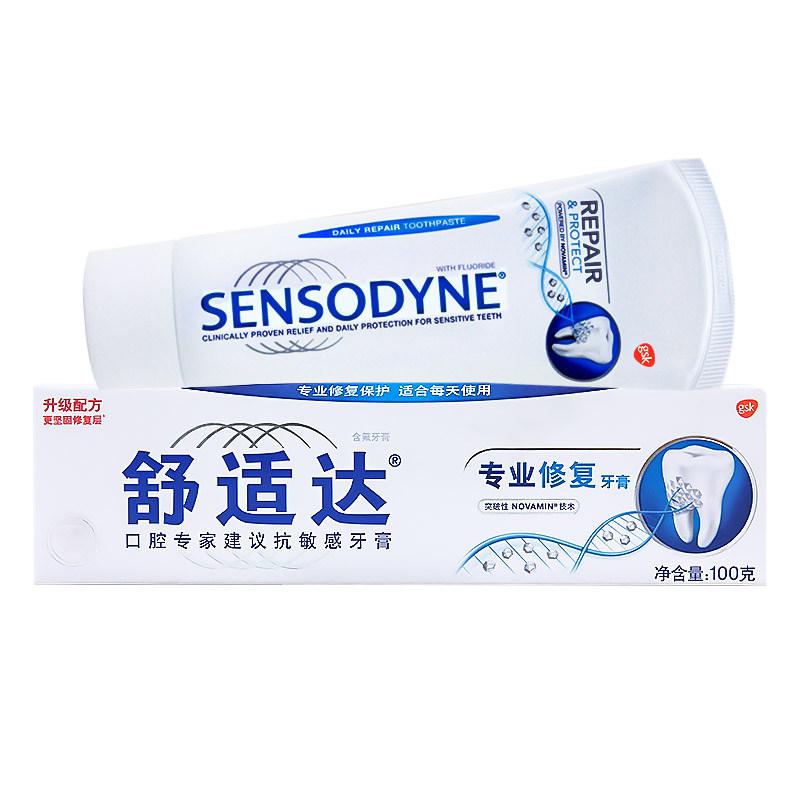 DAILY REPAIR TOOTHPASTE
WITH FLUORIDE
SENSODYNE®
CLINICALLY PROVEN RELIEF AND DAILY PROTECTION FOR SENSITIVE TEETH
REPAIR
& PROTECT
POWERED BY NOVAMIN®
gsk
专业修复保护 适合每天使用
升级配方
更坚固修复层*
含氟牙膏
舒适达®
口腔专家建议抗敏感牙膏
gsk
专业修复牙膏
突破性 NOVAMIN® 技术
净含量:100克